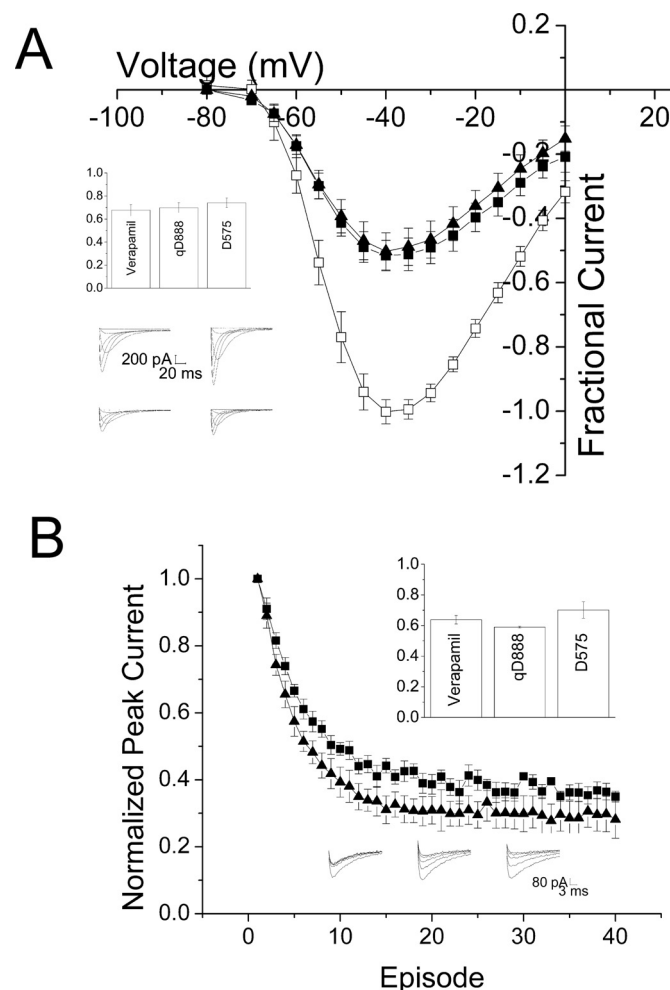 A
Voltage (mV)
0.2
-100 -80 -60 -40 -20 20
-0.2
-0.4
-0.6
-0.8
-1.0
-1.2
Fractional Current
1.0
0.8
0.6
0.4
0.2
0.0
Verapamil
qD888
D575
200 pA
20 ms
B
1.0
0.8
0.6
0.4
0.2
0.0
Normalized Peak Current
1.0
0.8
0.6
0.4
0.2
0.0
Verapamil
qD888
D575
80 pA
3 ms
0 10 20 30 40
Episode